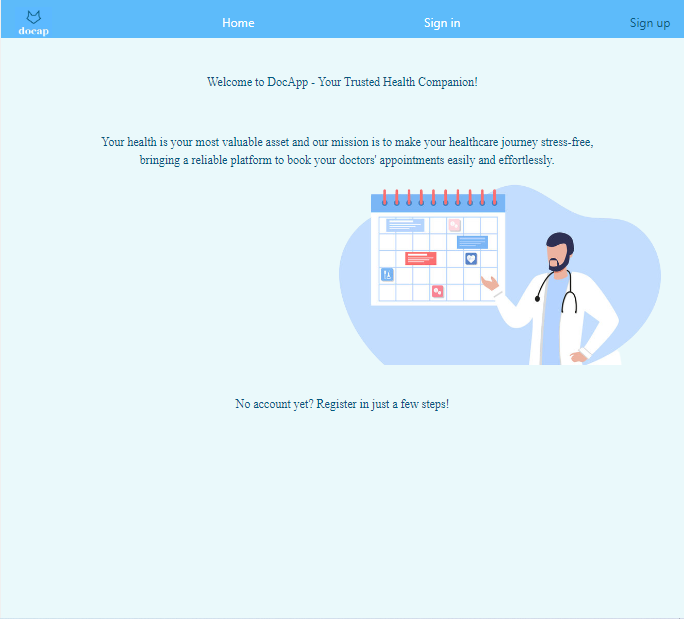 docap
Home
Sign in
Sign up
Welcome to DocApp - Your Trusted Health Companion!
Your health is your most valuable asset and our mission is to make your healthcare journey stress-free,
bringing a reliable platform to book your doctors' appointments easily and effortlessly.
No account yet? Register in just a few steps!